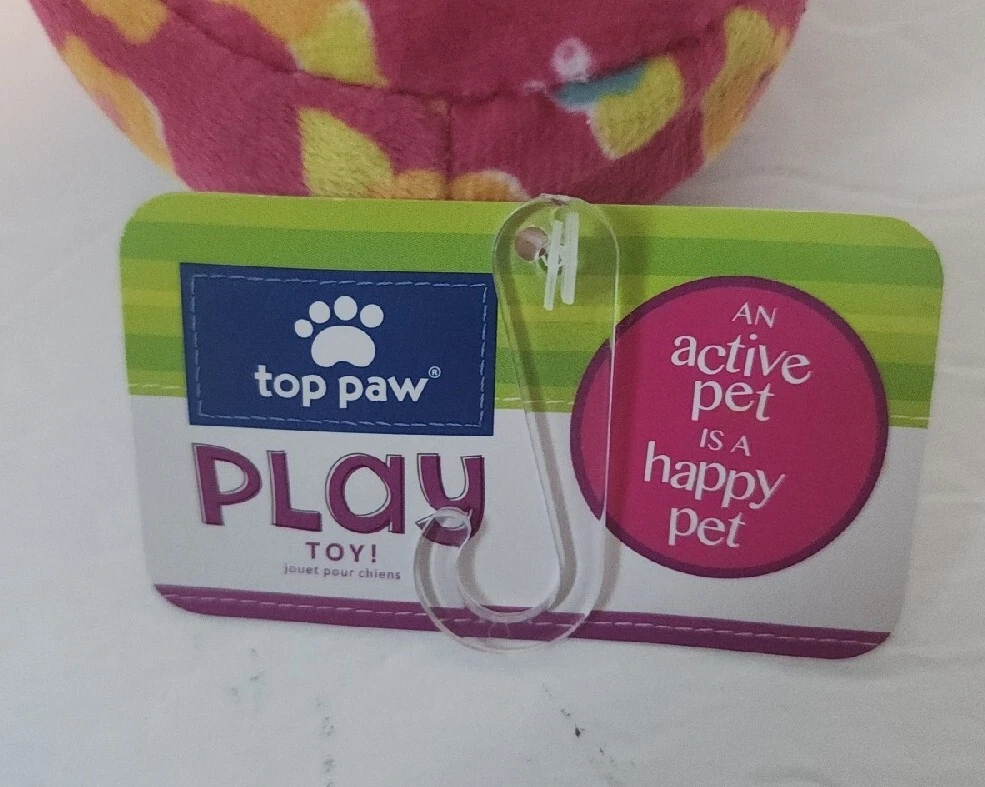 top paw®
PLay
TOY!
jouet pour chiens
AN
active
pet
IS A
happy
pet